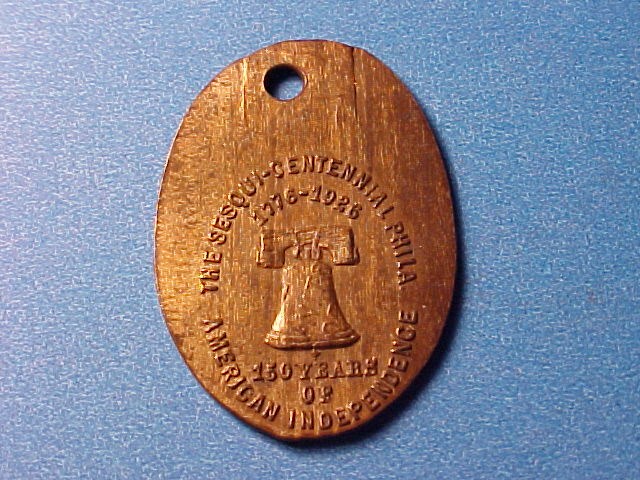 THE SESQUI-CENTENNIAL PHILA
1776-1926
150 YEARS
OF
AMERICAN INDEPENDENCE